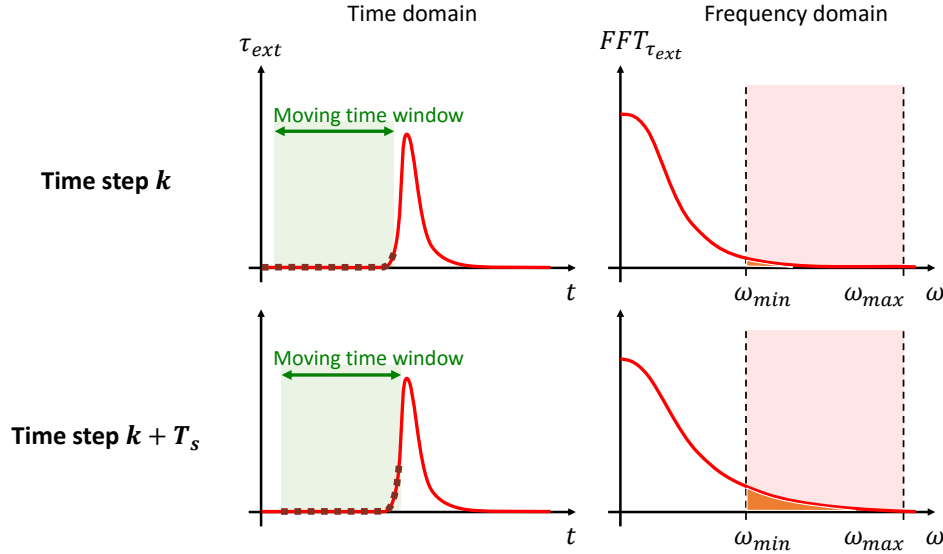 Time domain
Frequency domain
τ_ext
FFT_τ_ext
Moving time window
Time step k
t
ω_min
ω_max
ω
Moving time window
Time step k + T_s
t
ω_min
ω_max
ω